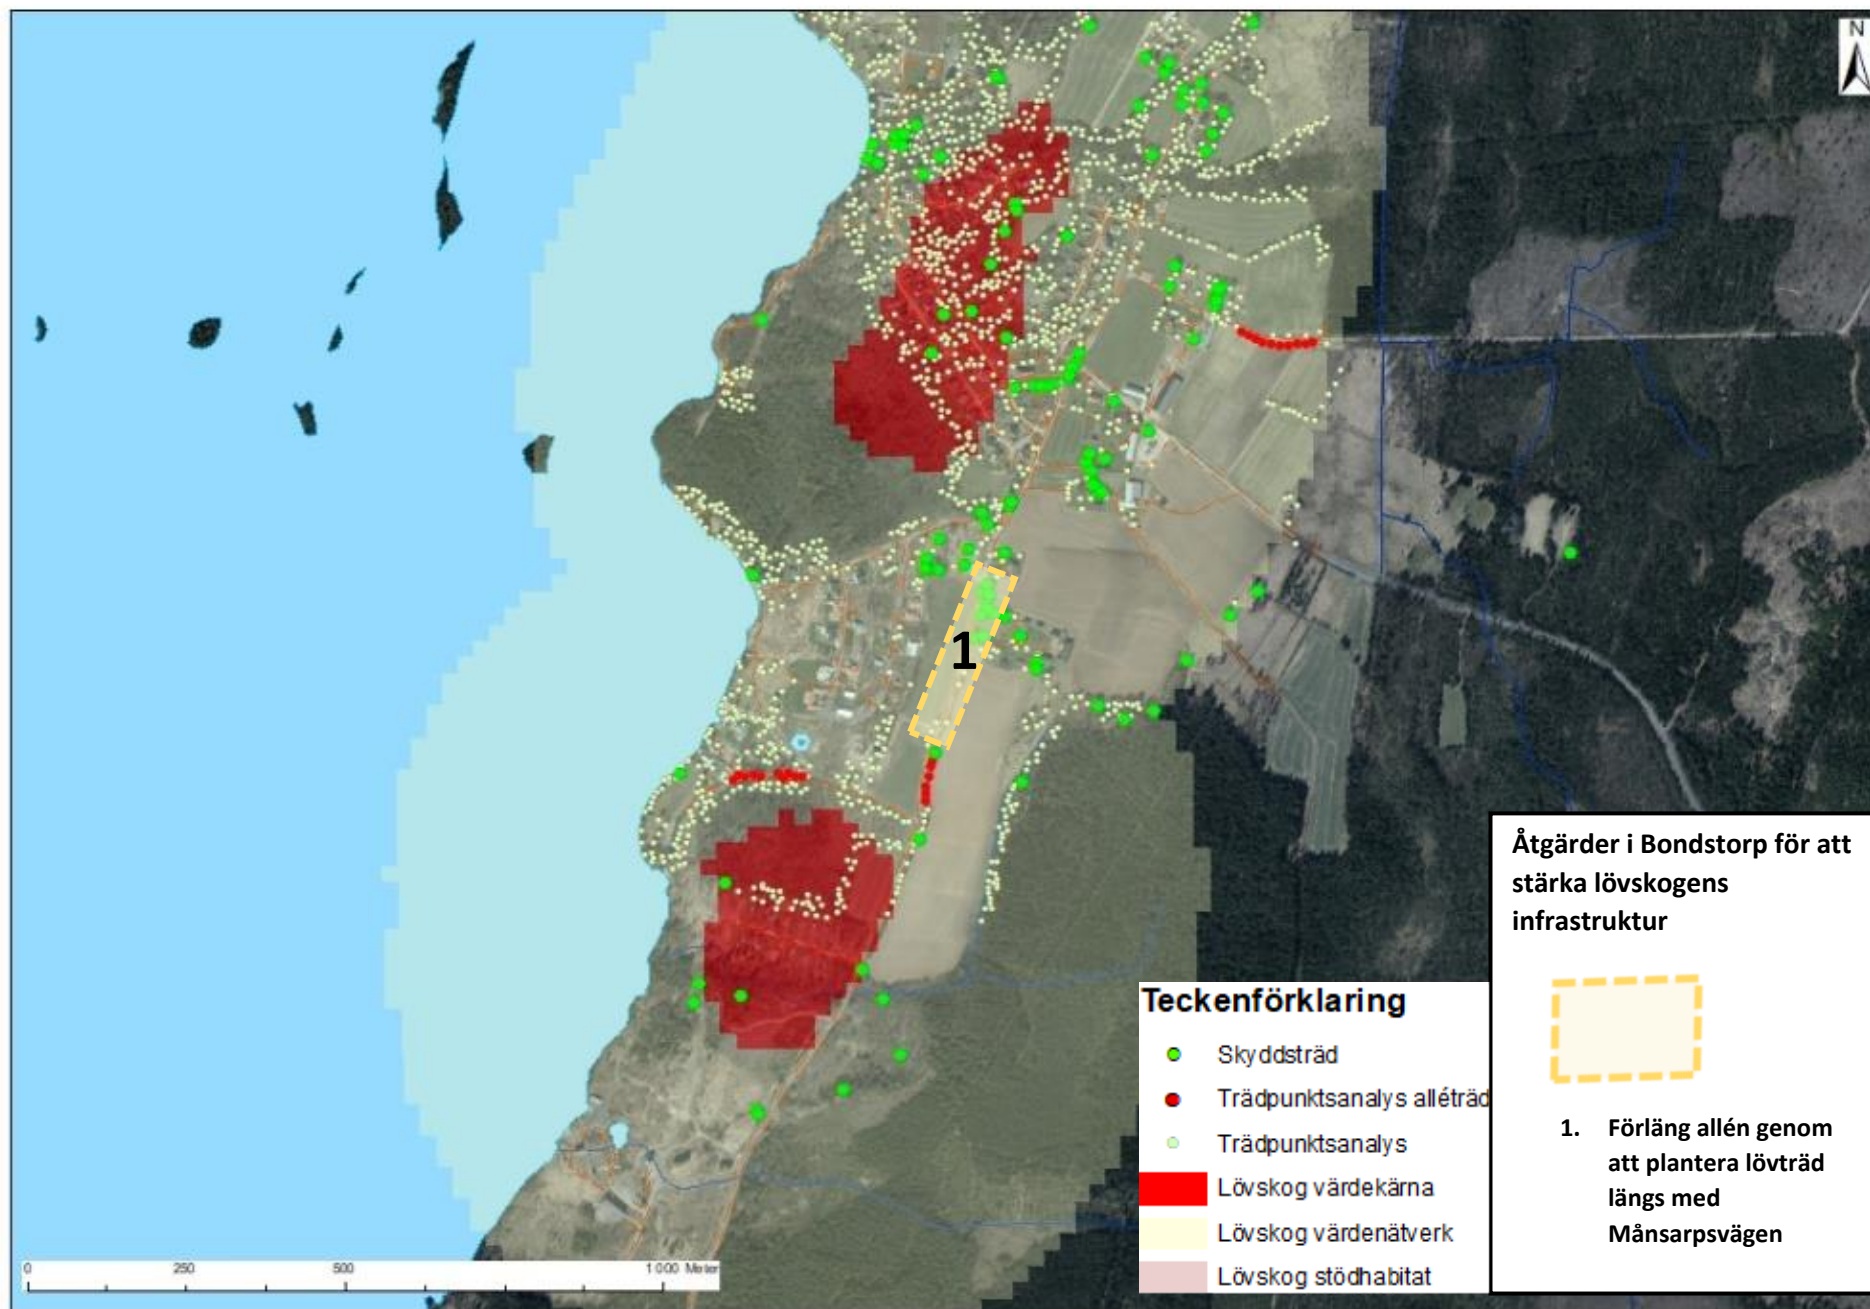 N
1
Åtgärder i Bondstorp för att
stärka lövskogens
infrastruktur
1. Förläng allén genom
att plantera lövträd
längs med
Månsarpsvägen
Teckenförklaring
Skyddsträd
Trädpunktsanalys alléträd
Trädpunktsanalys
Lövskog värdekärna
Lövskog värdenätverk
Lövskog stödhabitat
0 250 500 1 000 Meter